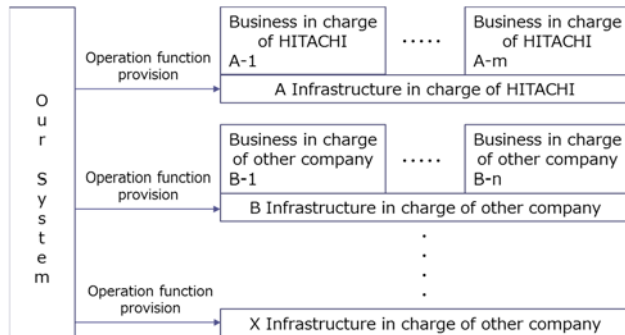 Our System
Operation function
provision
Business in charge
of HITACHI
A-1
.....
Business in charge
of HITACHI
A-m
A Infrastructure in charge of HITACHI
Operation function
provision
Business in charge
of other company
B-1
.....
Business in charge
of other company
B-n
B Infrastructure in charge of other company
Operation function
provision
X Infrastructure in charge of other company